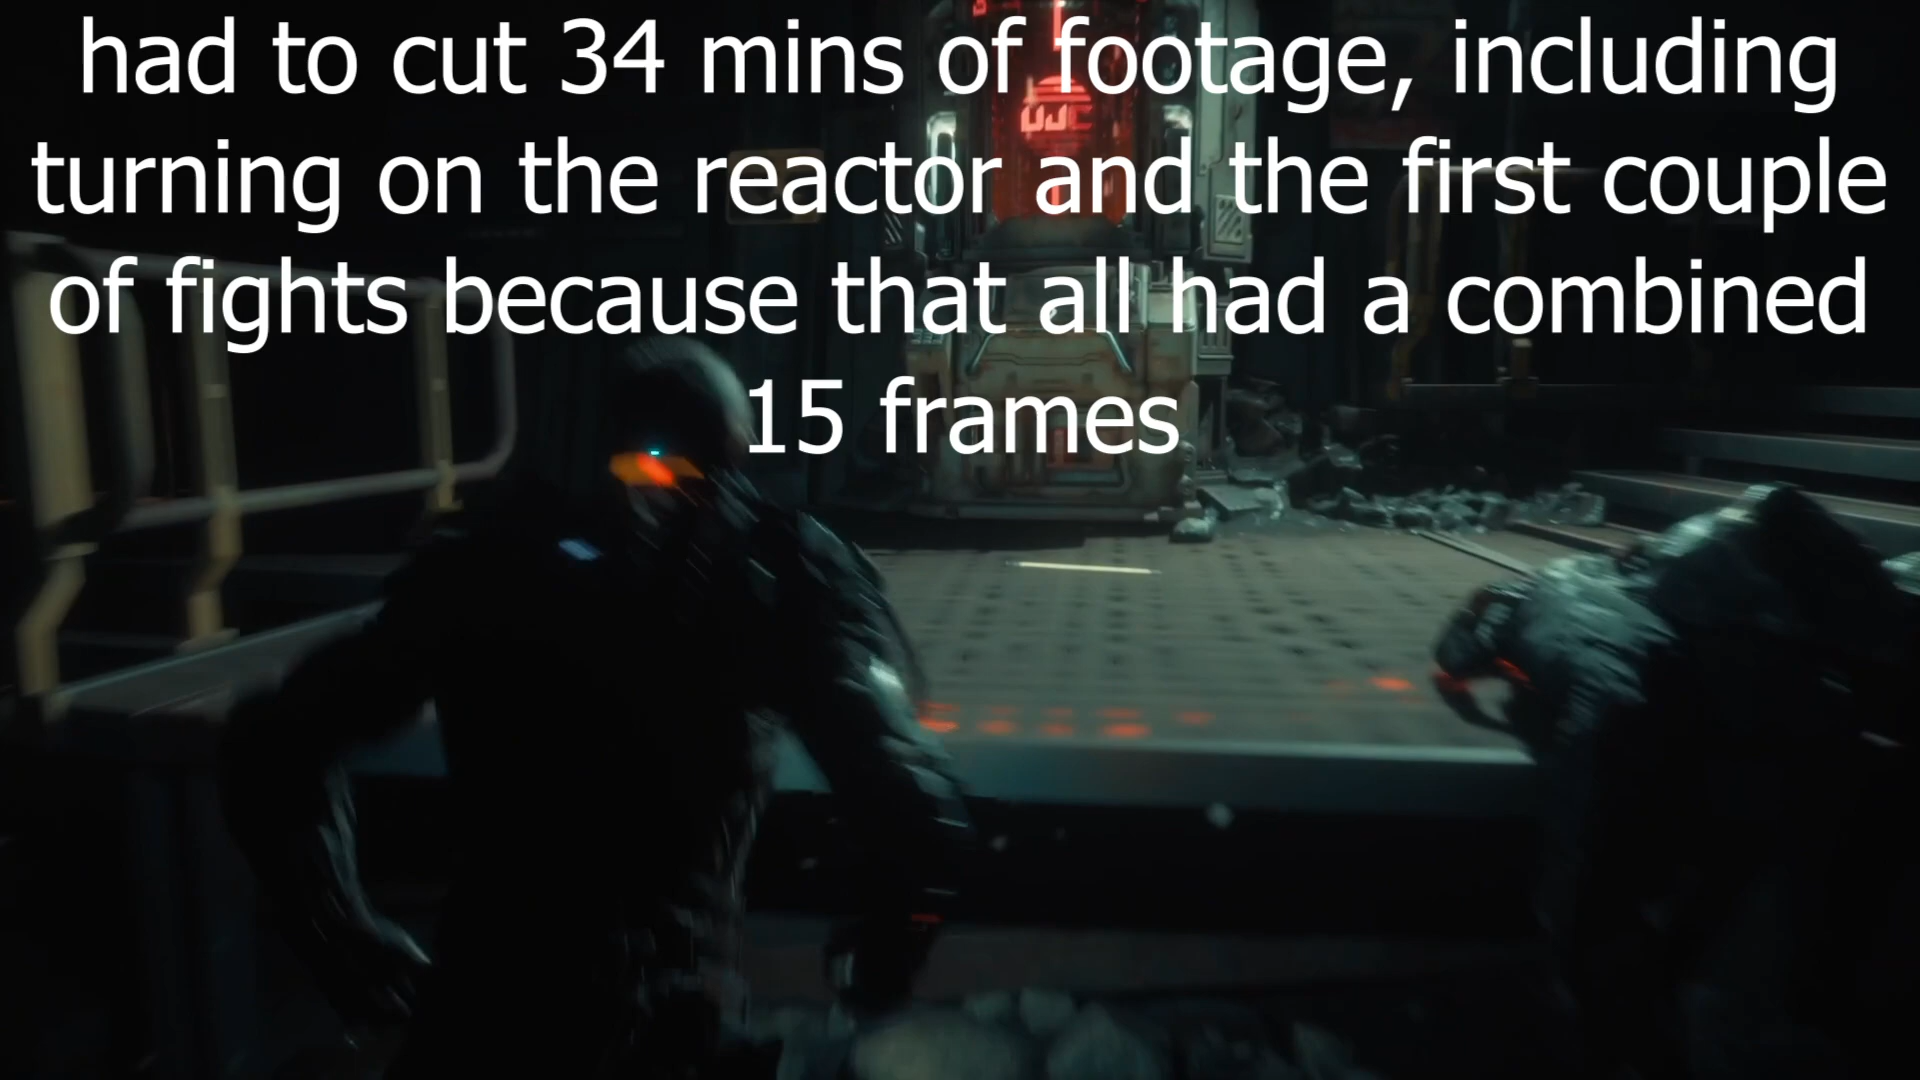 had to cut 34 mins of footage, including
turning on the reactor and the first couple
of fights because that all had a combined
15 frames